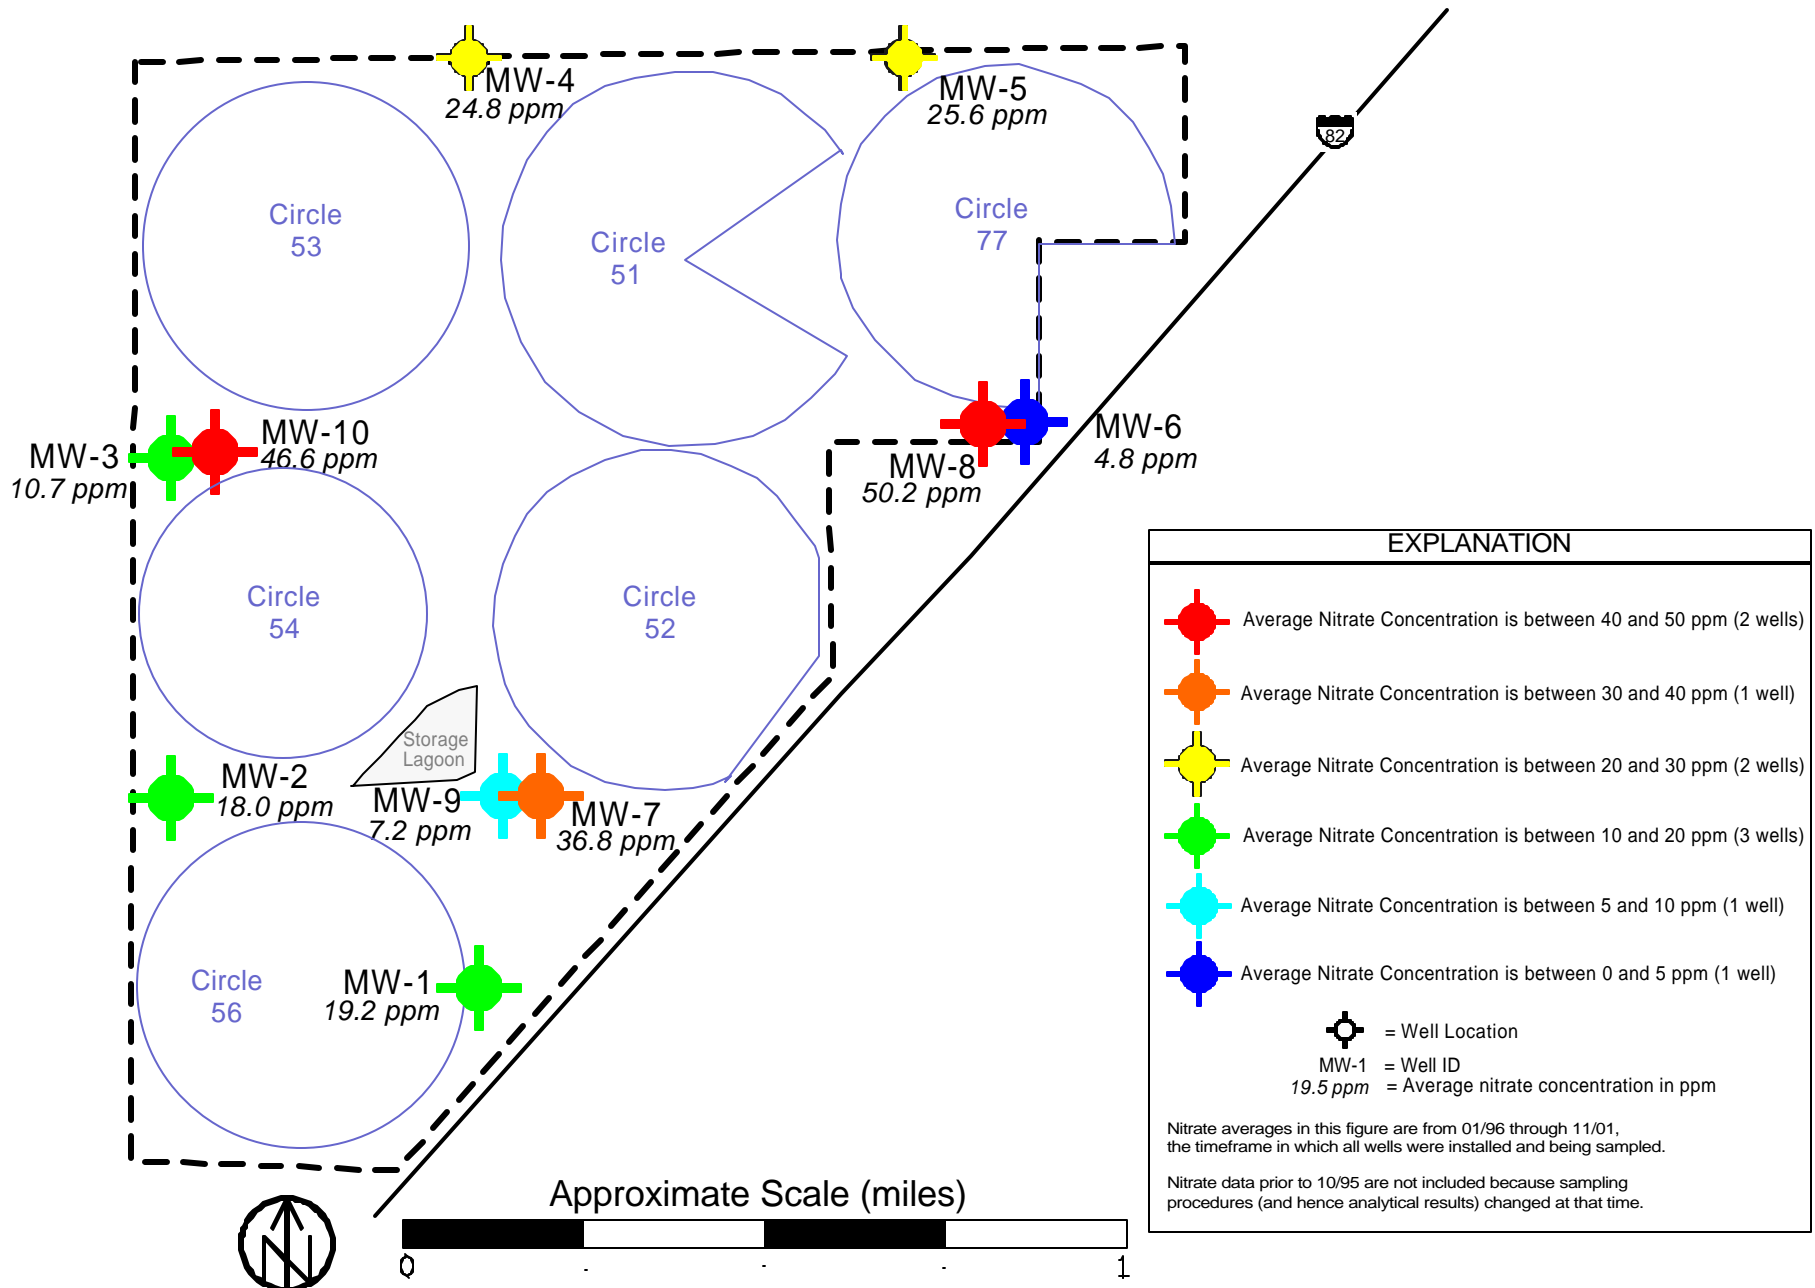 MW-4
24.8 ppm
MW-5
25.6 ppm
82
Circle
53
Circle
51
Circle
77
MW-3
10.7 ppm
MW-10
46.6 ppm
MW-8
50.2 ppm
MW-6
4.8 ppm
Circle
54
Circle
52
Storage
Lagoon
MW-2
18.0 ppm
MW-9
7.2 ppm
MW-7
36.8 ppm
Circle
56
MW-1
19.2 ppm
EXPLANATION
Average Nitrate Concentration is between 40 and 50 ppm (2 wells)
Average Nitrate Concentration is between 30 and 40 ppm (1 well)
Average Nitrate Concentration is between 20 and 30 ppm (2 wells)
Average Nitrate Concentration is between 10 and 20 ppm (3 wells)
Average Nitrate Concentration is between 5 and 10 ppm (1 well)
Average Nitrate Concentration is between 0 and 5 ppm (1 well)
= Well Location
MW-1 = Well ID
19.5 ppm = Average nitrate concentration in ppm
Nitrate averages in this figure are from 01/96 through 11/01,
the timeframe in which all wells were installed and being sampled.
Nitrate data prior to 10/95 are not included because sampling
procedures (and hence analytical results) changed at that time.
Approximate Scale (miles)
0 1
N